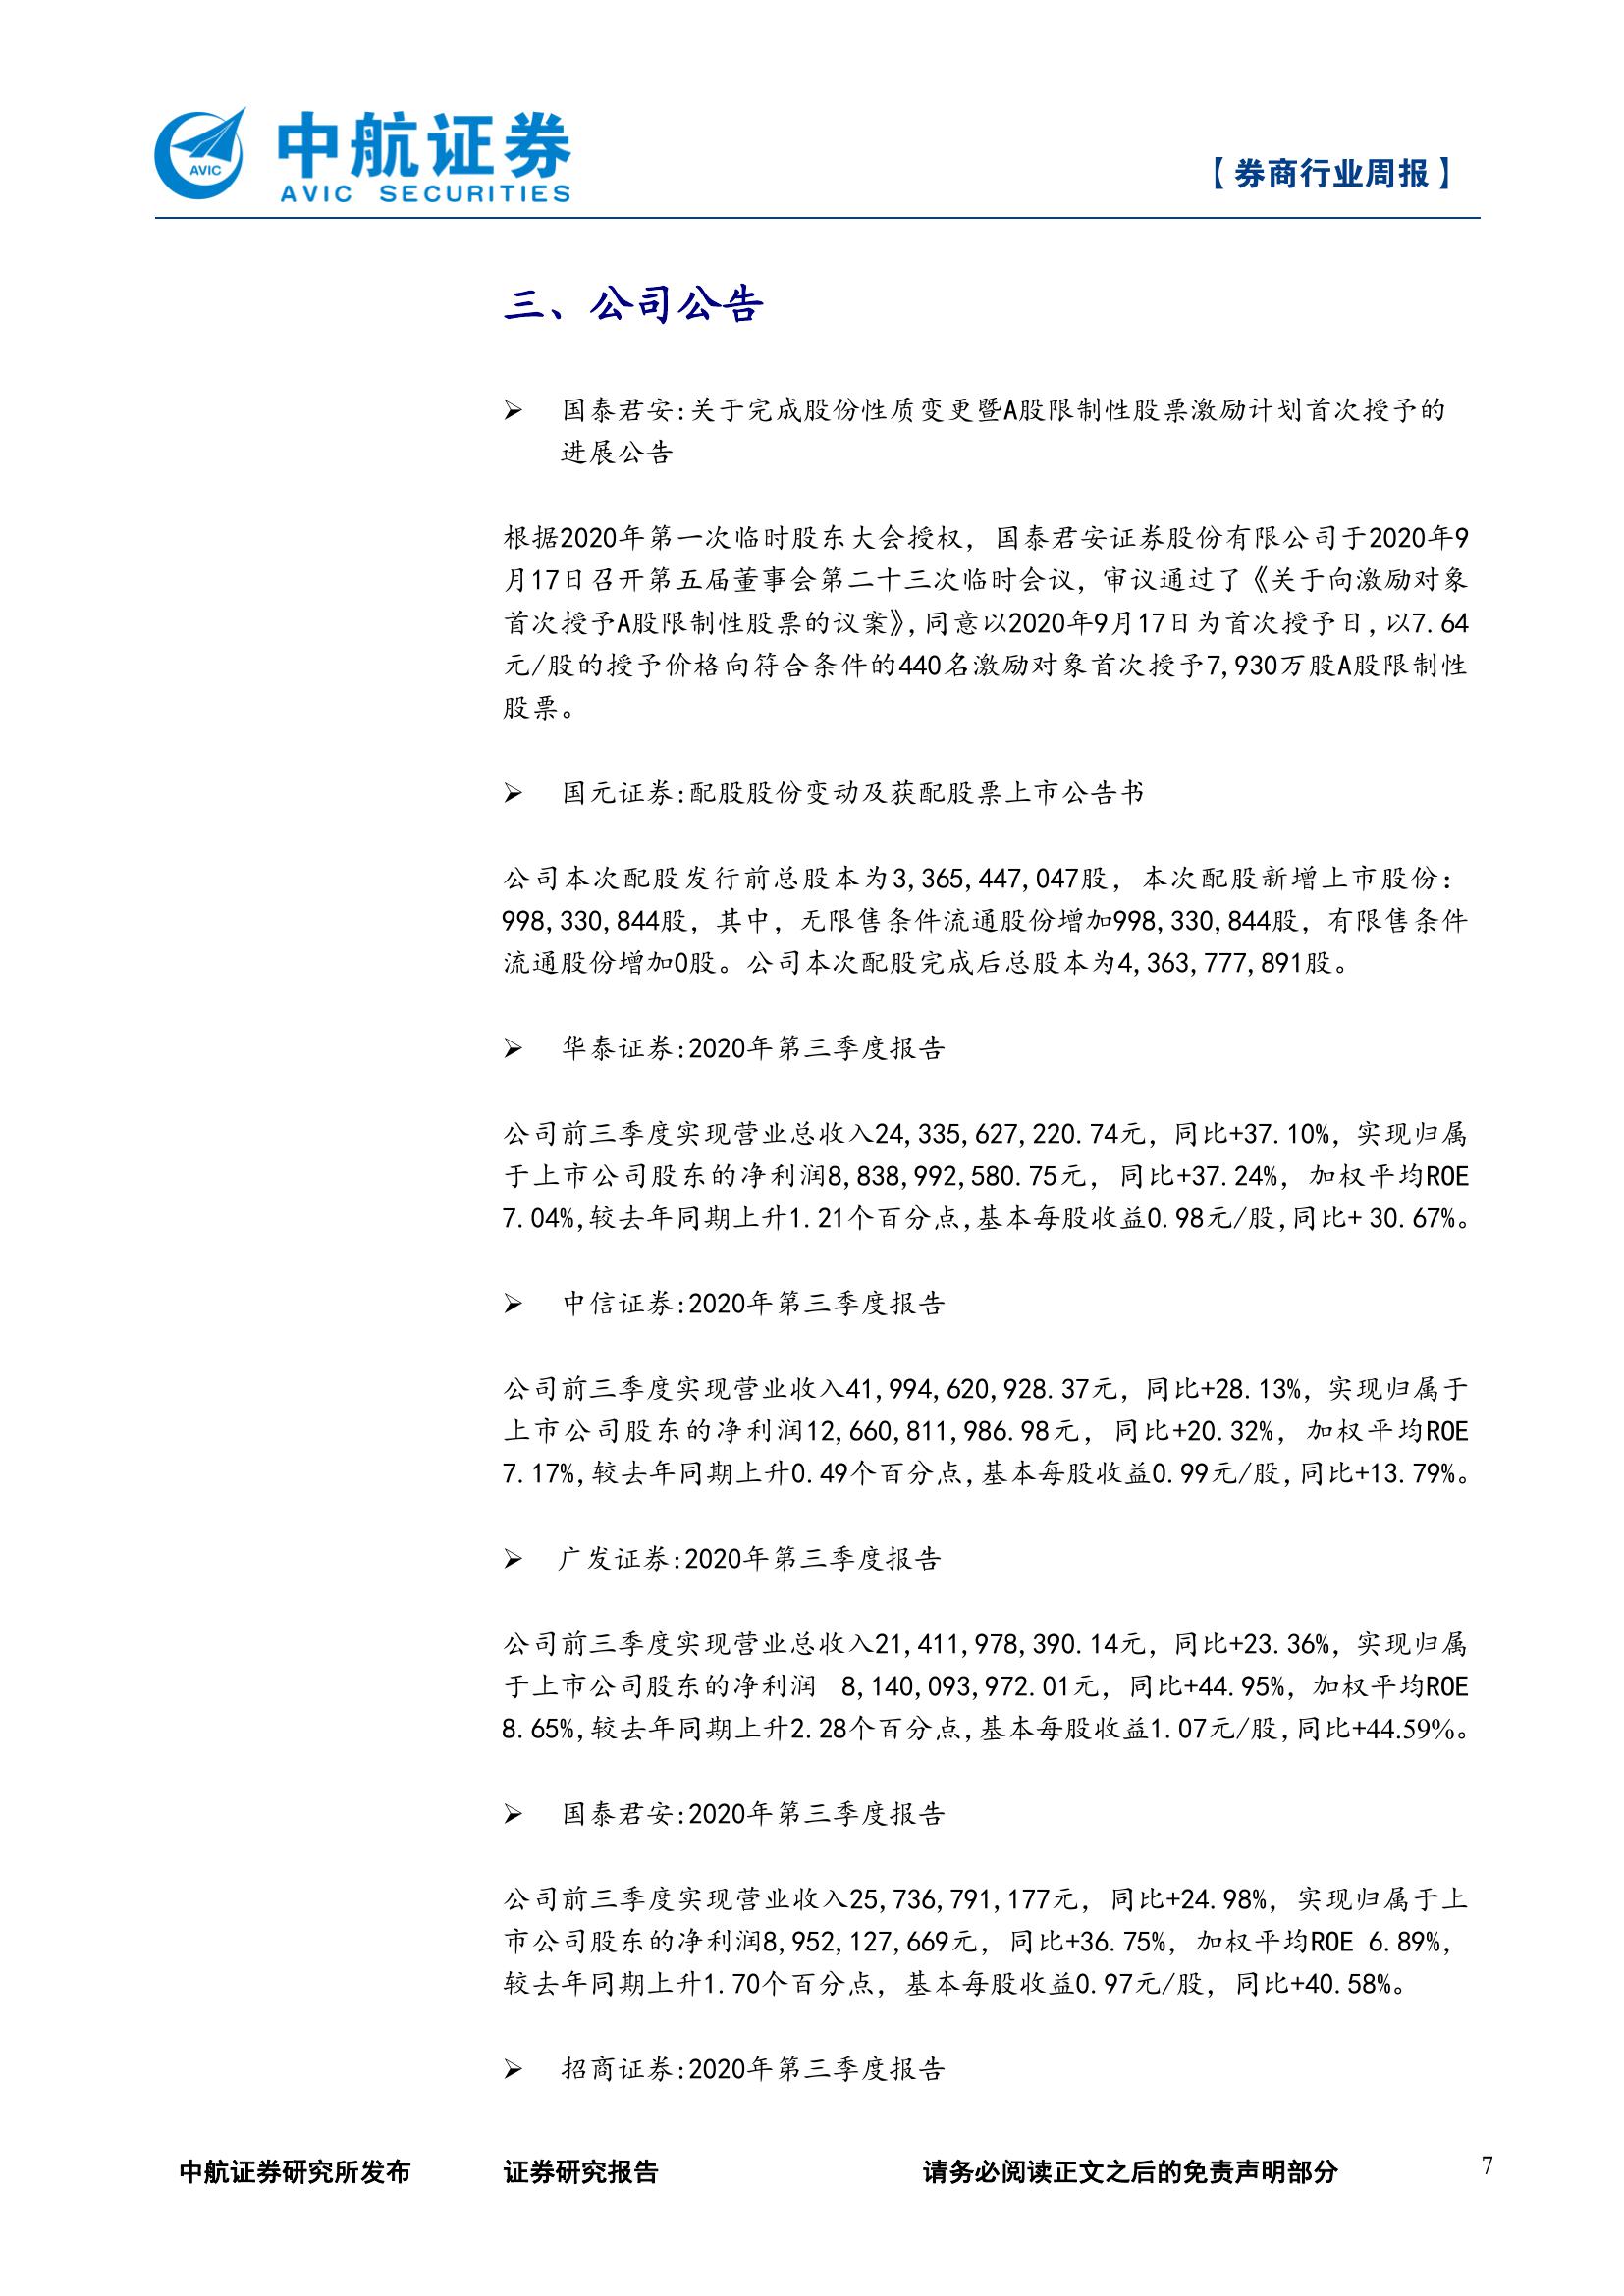 AVIC
中航证券
AVIC SECURITIES
【券商行业周报】
三、公司公告
➢ 国泰君安:关于完成股份性质变更暨A股限制性股票激励计划首次授予的
进展公告
根据2020年第一次临时股东大会授权，国泰君安证券股份有限公司于2020年9
月17日召开第五届董事会第二十三次临时会议，审议通过了《关于向激励对象
首次授予A股限制性股票的议案》,同意以2020年9月17日为首次授予日,以7.64
元/股的授予价格向符合条件的440名激励对象首次授予7,930万股A股限制性
股票。
➢ 国元证券:配股股份变动及获配股票上市公告书
公司本次配股发行前总股本为3,365,447,047股，本次配股新增上市股份：
998,330,844股，其中，无限售条件流通股份增加998,330,844股，有限售条件
流通股份增加0股。公司本次配股完成后总股本为4,363,777,891股。
➢ 华泰证券:2020年第三季度报告
公司前三季度实现营业总收入24,335,627,220.74元，同比+37.10%，实现归属
于上市公司股东的净利润8,838,992,580.75元，同比+37.24%，加权平均ROE
7.04%,较去年同期上升1.21个百分点,基本每股收益0.98元/股,同比+ 30.67%。
➢ 中信证券:2020年第三季度报告
公司前三季度实现营业收入41,994,620,928.37元，同比+28.13%，实现归属于
上市公司股东的净利润12,660,811,986.98元，同比+20.32%，加权平均ROE
7.17%,较去年同期上升0.49个百分点,基本每股收益0.99元/股,同比+13.79%。
➢ 广发证券:2020年第三季度报告
公司前三季度实现营业总收入21,411,978,390.14元，同比+23.36%，实现归属
于上市公司股东的净利润 8,140,093,972.01元，同比+44.95%，加权平均ROE
8.65%,较去年同期上升2.28个百分点,基本每股收益1.07元/股,同比+44.59%。
➢ 国泰君安:2020年第三季度报告
公司前三季度实现营业收入25,736,791,177元，同比+24.98%，实现归属于上
市公司股东的净利润8,952,127,669元，同比+36.75%，加权平均ROE 6.89%，
较去年同期上升1.70个百分点，基本每股收益0.97元/股，同比+40.58%。
➢ 招商证券:2020年第三季度报告
中航证券研究所发布 证券研究报告 请务必阅读正文之后的免责声明部分 7